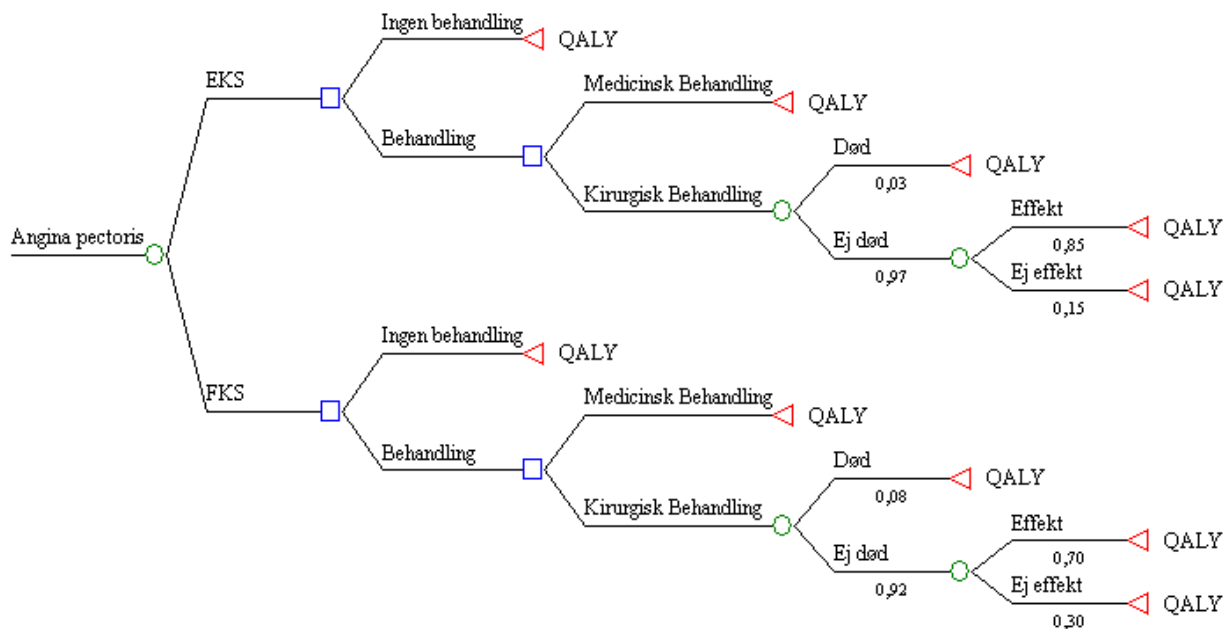 Ingen behandling
QALY
EKS
Medicinsk Behandling
QALY
Behandling
Død
QALY
0,03
Kirurgisk Behandling
Effekt
QALY
0,85
Angina pectoris
Ej død
0,97
Ej effekt
QALY
0,15
Ingen behandling
QALY
FKS
Medicinsk Behandling
QALY
Behandling
Død
QALY
0,08
Kirurgisk Behandling
Effekt
QALY
0,70
Ej død
0,92
Ej effekt
QALY
0,30